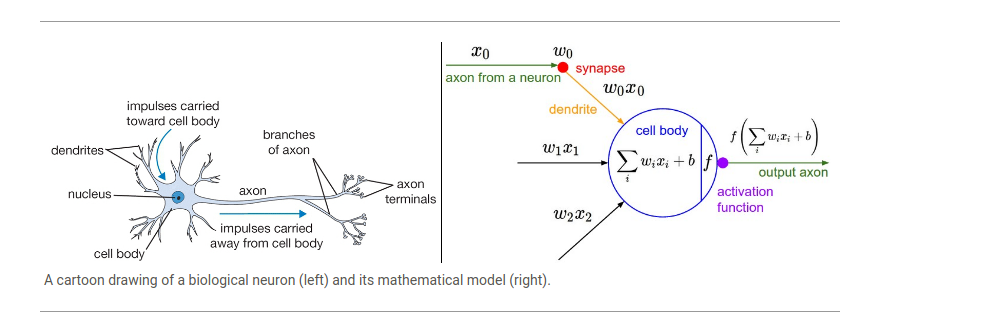 impulses carried
toward cell body
dendrites
nucleus
cell body
axon
branches
of axon
axon
terminals
impulses carried
away from cell body
x₀
w₀
synapse
axon from a neuron
w₀x₀
dendrite
cell body
w₁x₁
∑ᵢ wᵢxᵢ + b
f
w₂x₂
f(∑ᵢ wᵢxᵢ + b)
output axon
activation
function
A cartoon drawing of a biological neuron (left) and its mathematical model (right).